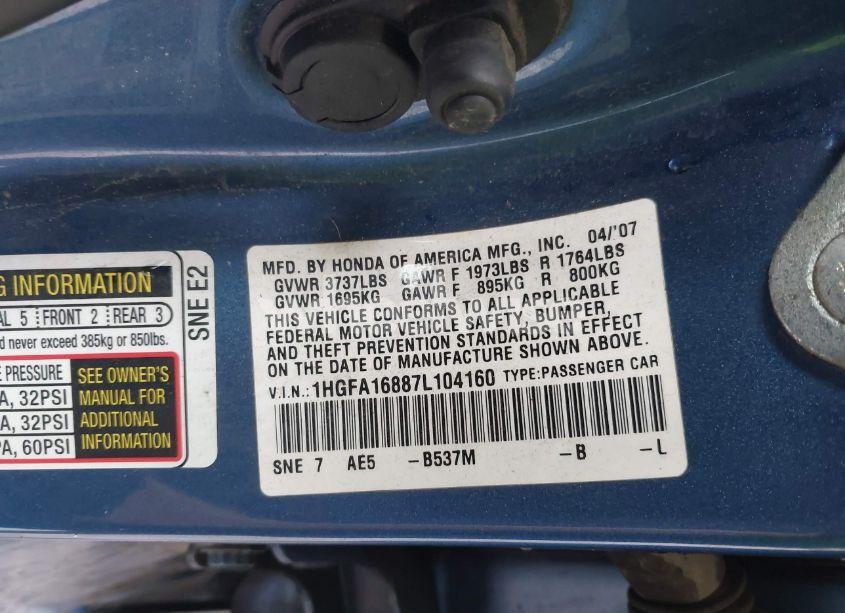 G INFORMATION
AL 5 FRONT 2 REAR 3
d never exceed 385kg or 850lbs.
E PRESSURE
A, 32PSI
A, 32PSI
PA, 60PSI
SEE OWNER'S
MANUAL FOR
ADDITIONAL
INFORMATION
SNE E2
MFD. BY HONDA OF AMERICA MFG., INC. 04/'07
GVWR 3737LBS GAWR F 1973LBS R 1764LBS
GVWR 1695KG GAWR F 895KG R 800KG
THIS VEHICLE CONFORMS TO ALL APPLICABLE
FEDERAL MOTOR VEHICLE SAFETY, BUMPER,
AND THEFT PREVENTION STANDARDS IN EFFECT
ON THE DATE OF MANUFACTURE SHOWN ABOVE.
V.I.N.: 1HGFA16887L104160 TYPE:PASSENGER CAR
SNE 7 AE5 -B537M -B -L